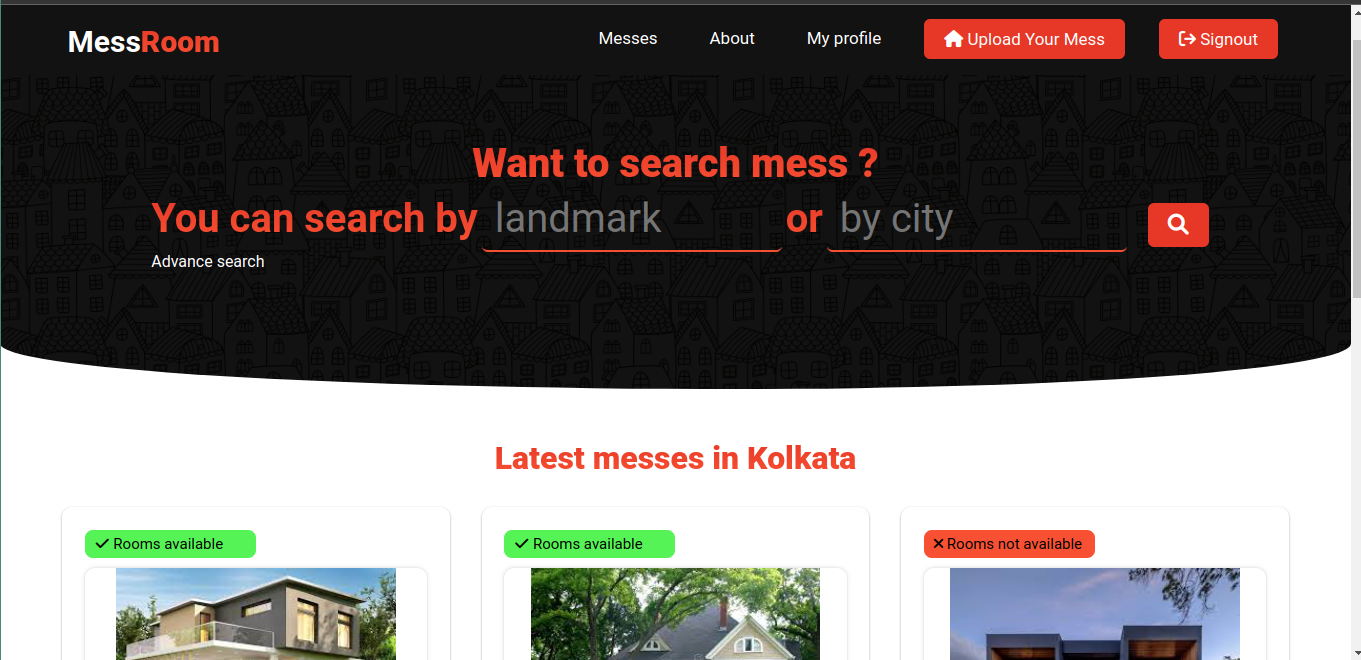 MessRoom
Messes About My profile Upload Your Mess Signout
Want to search mess ?
You can search by landmark or by city
Advance search
Latest messes in Kolkata
Rooms available
Rooms available
Rooms not available